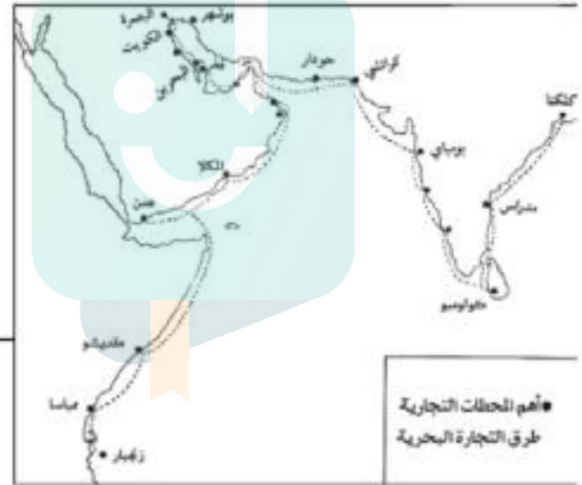 بوشهر
البصرة
الكويت
جودار
كراتشي
كلكتا
بومباي
المكلا
عدن
مدراس
كولومبو
مقديشو
ممباسا
زنجبار
أهم المحطات التجارية
طرق التجارة البحرية